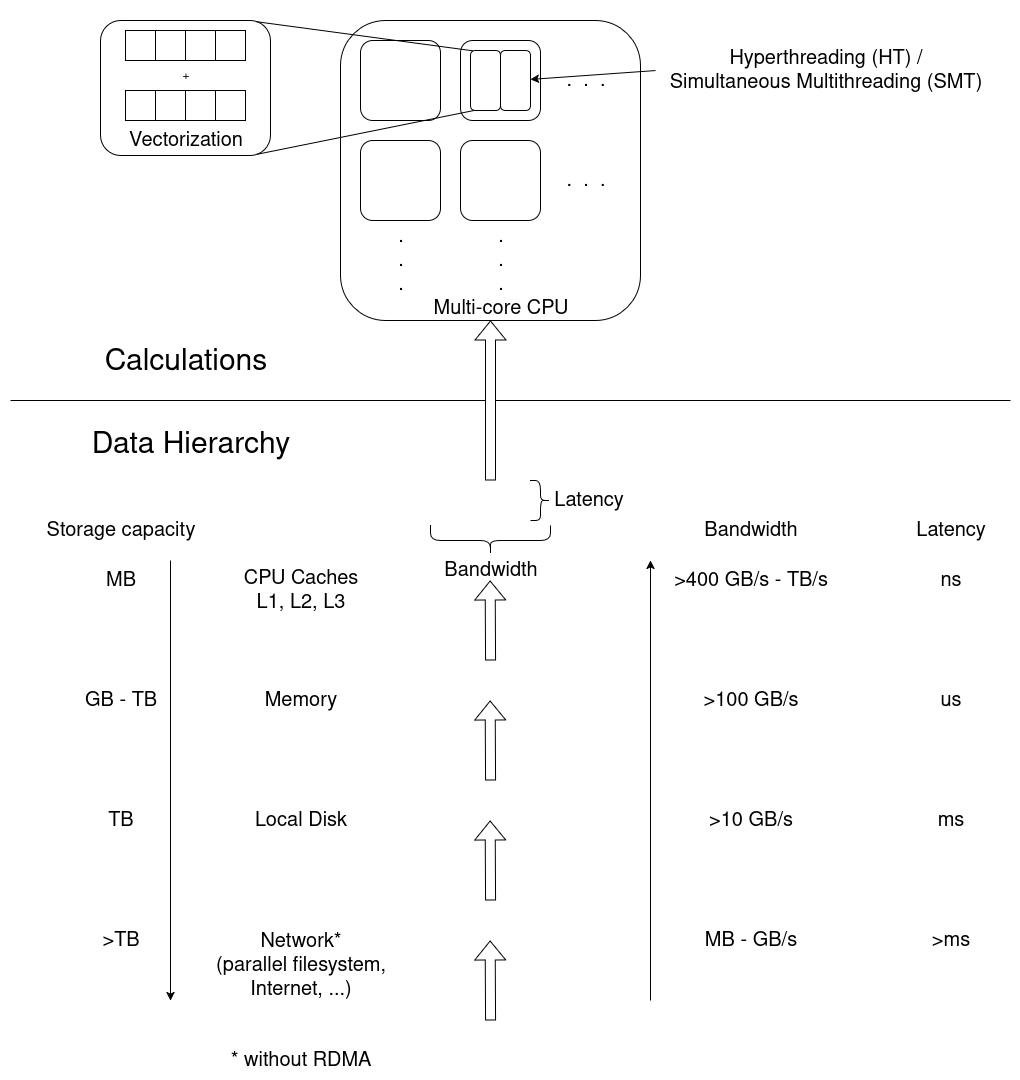 +
Vectorization
Hyperthreading (HT) /
Simultaneous Multithreading (SMT)
. . .
. . .
.
.
.
.
.
.
Multi-core CPU
Calculations
Data Hierarchy
Latency
Storage capacity
Bandwidth
Bandwidth
Latency
MB
CPU Caches
L1, L2, L3
>400 GB/s - TB/s
ns
GB - TB
Memory
>100 GB/s
us
TB
Local Disk
>10 GB/s
ms
>TB
Network*
(parallel filesystem,
Internet, ...)
MB - GB/s
>ms
* without RDMA